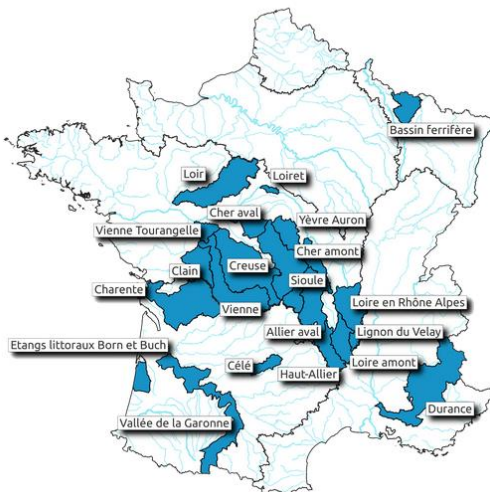 Bassin ferrifère
Loir
Loiret
Cher aval
Yèvre Auron
Vienne Tourangelle
Cher amont
Clain
Creuse
Sioule
Charente
Vienne
Loire en Rhône Alpes
Allier aval
Lignon du Velay
Etangs littoraux Born et Buch
Célé
Haut-Allier
Loire amont
Durance
Vallée de la Garonne